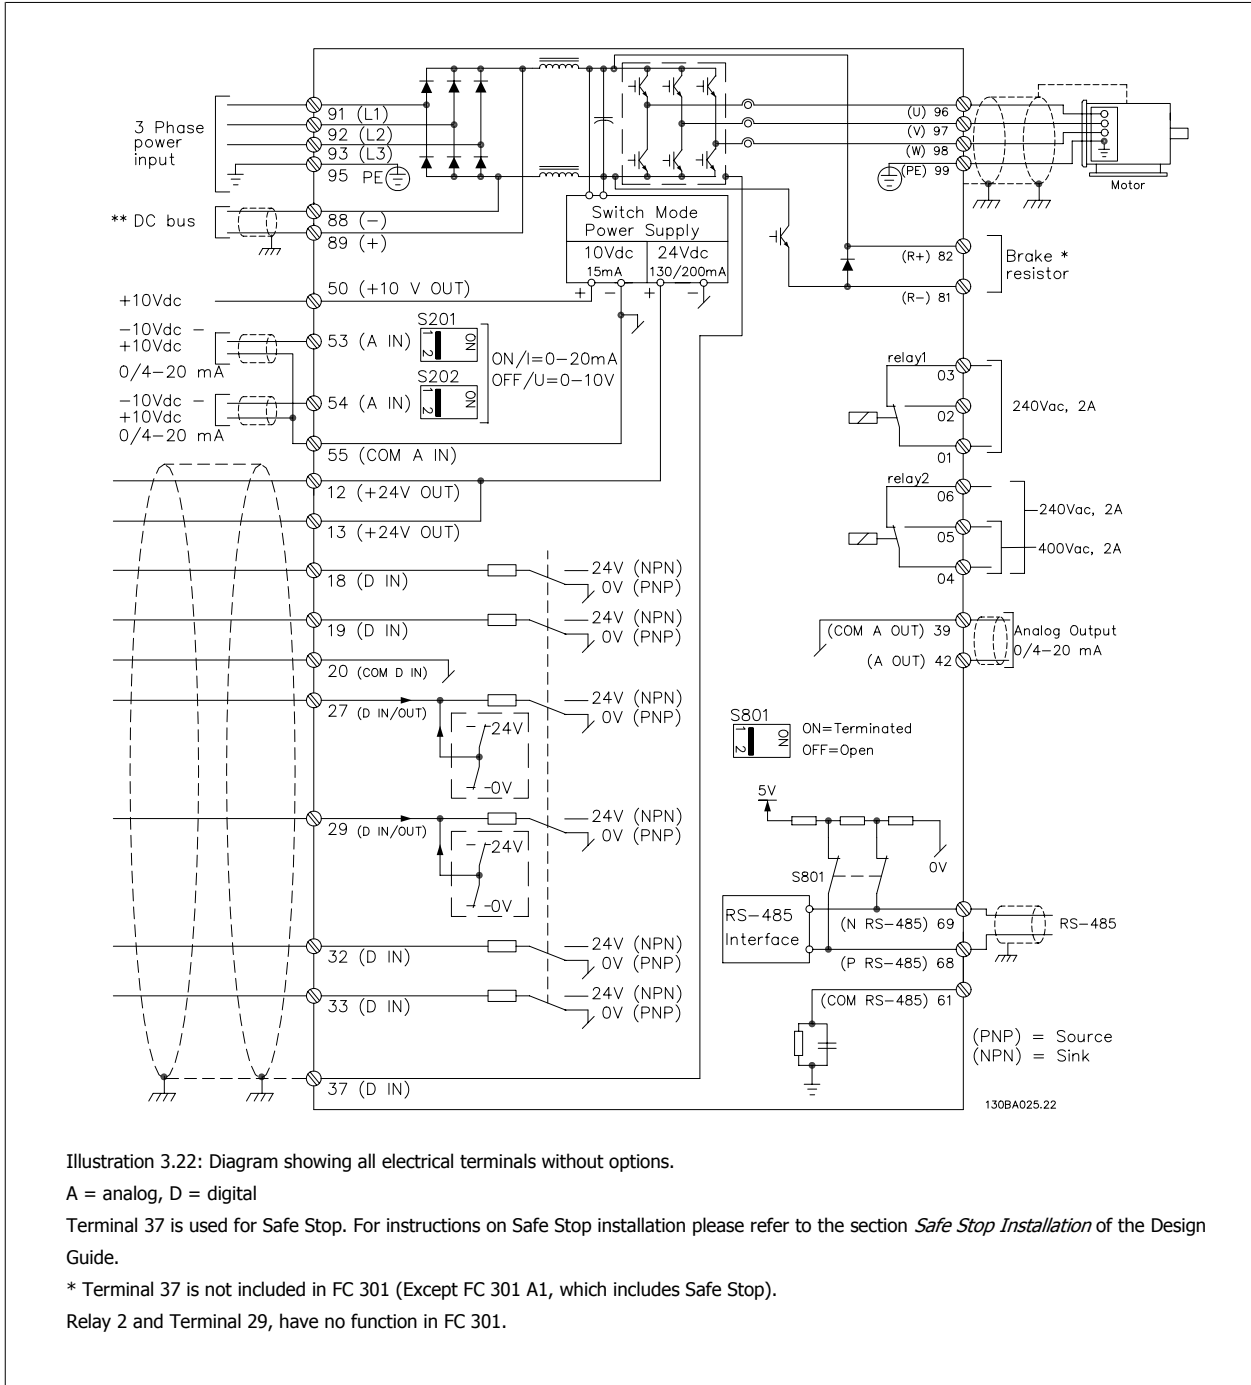 3 Phase
power
input
91 (L1)
92 (L2)
93 (L3)
95 PE
** DC bus
88 (-)
89 (+)
Switch Mode
Power Supply
10Vdc
15mA
24Vdc
130/200mA
+ - + -
(U) 96
(V) 97
(W) 98
(PE) 99
Motor
(R+) 82
(R-) 81
Brake *
resistor
+10Vdc
50 (+10 V OUT)
-10Vdc -
+10Vdc
0/4-20 mA
53 (A IN)
S201
1 2
ON
ON/I=0-20mA
OFF/U=0-10V
S202
1 2
ON
-10Vdc -
+10Vdc
0/4-20 mA
54 (A IN)
55 (COM A IN)
12 (+24V OUT)
13 (+24V OUT)
18 (D IN)
24V (NPN)
0V (PNP)
19 (D IN)
24V (NPN)
0V (PNP)
20 (COM D IN)
27 (D IN/OUT)
24V (NPN)
0V (PNP)
24V
0V
29 (D IN/OUT)
24V (NPN)
0V (PNP)
24V
0V
32 (D IN)
24V (NPN)
0V (PNP)
33 (D IN)
24V (NPN)
0V (PNP)
37 (D IN)
relay1
03
02
01
240Vac, 2A
relay2
06
05
04
240Vac, 2A
400Vac, 2A
(COM A OUT) 39
(A OUT) 42
Analog Output
0/4-20 mA
S801
1 2
ON
ON=Terminated
OFF=Open
5V
S801
0V
RS-485
Interface
(N RS-485) 69
(P RS-485) 68
RS-485
(COM RS-485) 61
(PNP) = Source
(NPN) = Sink
130BA025.22
Illustration 3.22: Diagram showing all electrical terminals without options.
A = analog, D = digital
Terminal 37 is used for Safe Stop. For instructions on Safe Stop installation please refer to the section Safe Stop Installation of the Design
Guide.
* Terminal 37 is not included in FC 301 (Except FC 301 A1, which includes Safe Stop).
Relay 2 and Terminal 29, have no function in FC 301.